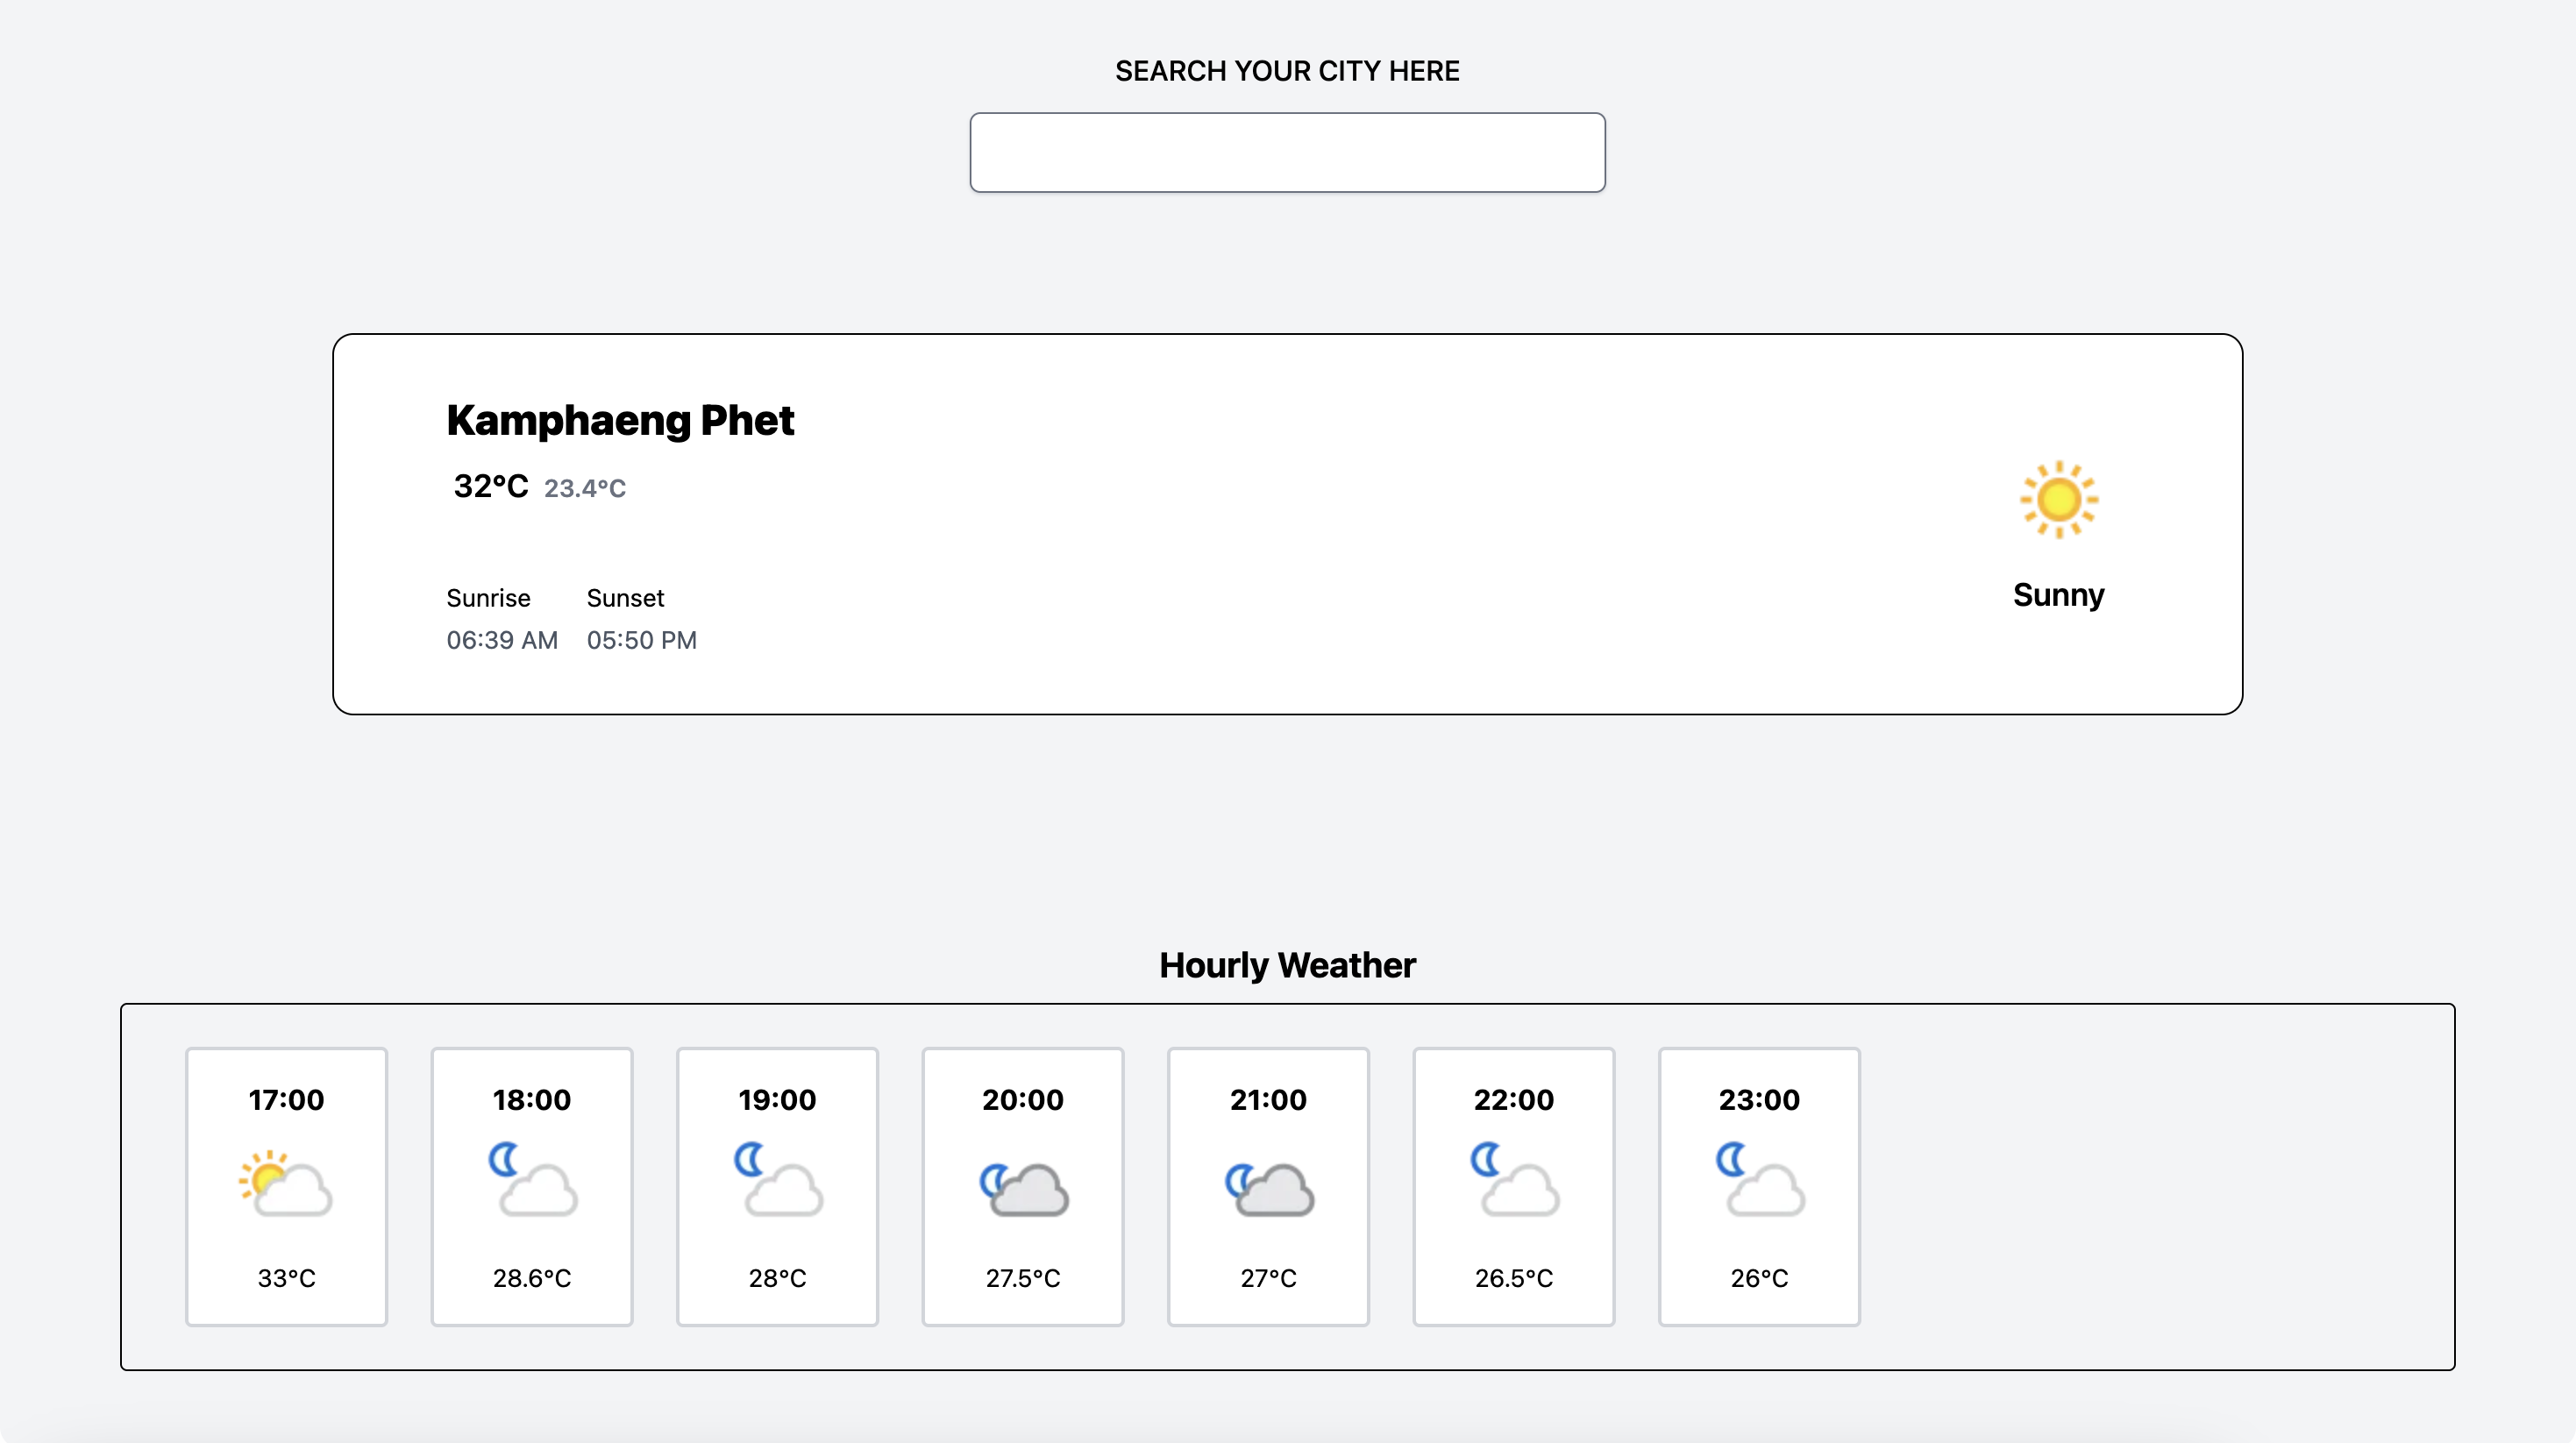 SEARCH YOUR CITY HERE
Kamphaeng Phet
32°C 23.4°C
Sunrise Sunset
06:39 AM 05:50 PM
Sunny
Hourly Weather
17:00 18:00 19:00 20:00 21:00 22:00 23:00
33°C 28.6°C 28°C 27.5°C 27°C 26.5°C 26°C